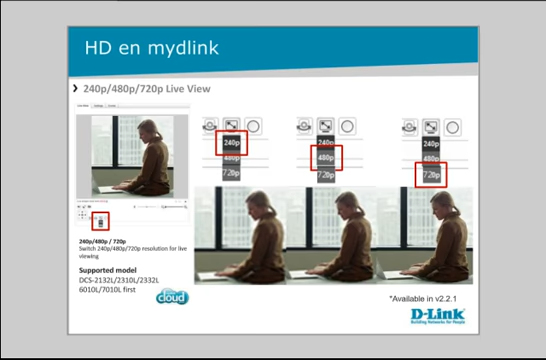 HD en mydlink
240p/480p/720p Live View
240p
480p
720p
240p
480p
720p
240p
480p
720p
240p/480p / 720p
Switch 240p/480p/720p resolution for live
viewing
Supported model
DCS-2132L/2310L/2332L
6010L/7010L first
cloud
*Available in v2.2.1
D-Link
Building Networks for People